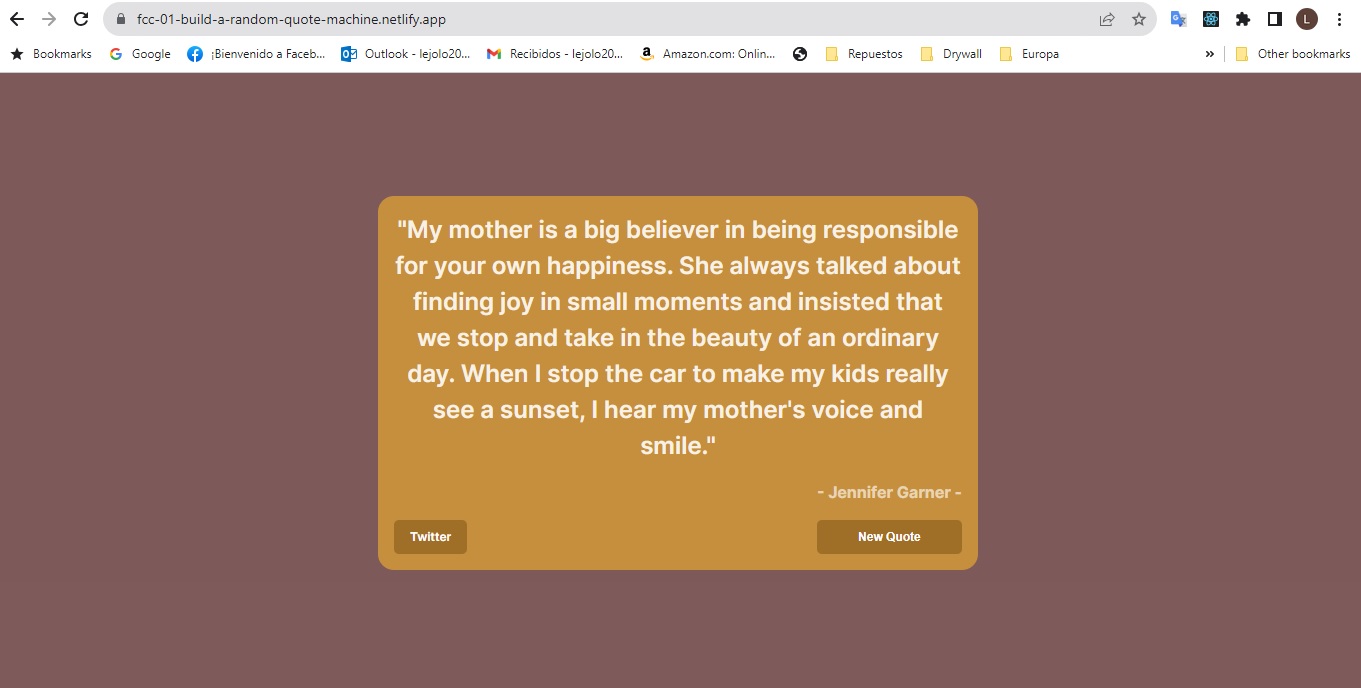 fcc-01-build-a-random-quote-machine.netlify.app
L
Bookmarks Google ¡Bienvenido a Faceb... Outlook - lejolo20... Recibidos - lejolo20... Amazon.com: Onlin... Repuestos Drywall Europa » Other bookmarks
"My mother is a big believer in being responsible
for your own happiness. She always talked about
finding joy in small moments and insisted that
we stop and take in the beauty of an ordinary
day. When I stop the car to make my kids really
see a sunset, I hear my mother's voice and
smile."
- Jennifer Garner -
Twitter New Quote